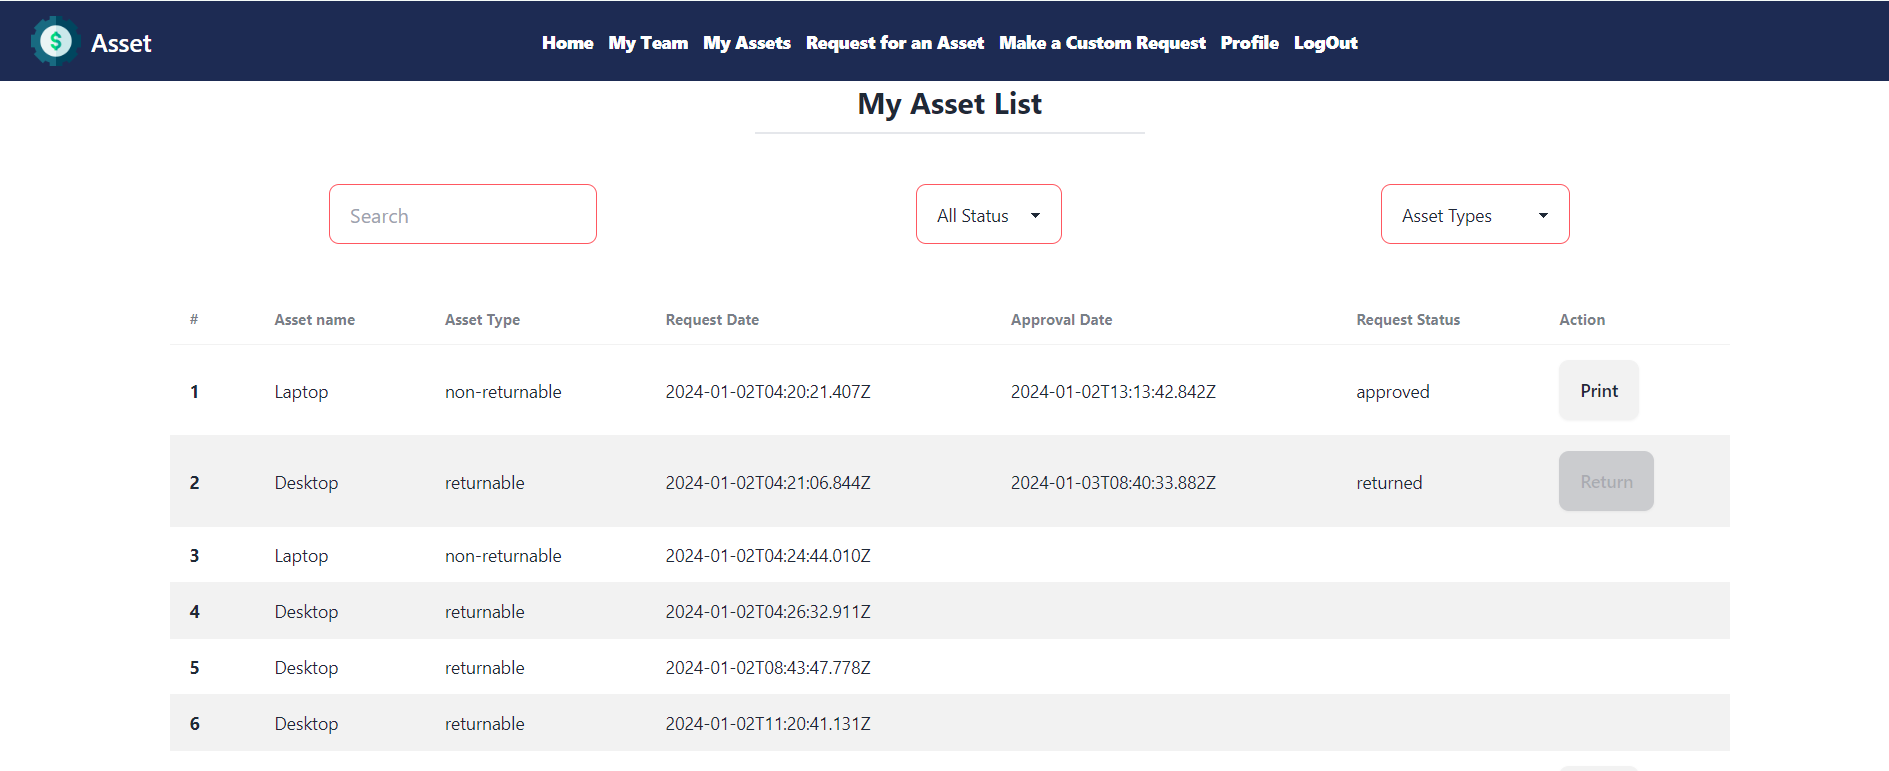 $ Asset Home My Team My Assets Request for an Asset Make a Custom Request Profile LogOut
My Asset List
Search All Status Asset Types
# Asset name Asset Type Request Date Approval Date Request Status Action
1 Laptop non-returnable 2024-01-02T04:20:21.407Z 2024-01-02T13:13:42.842Z approved Print
2 Desktop returnable 2024-01-02T04:21:06.844Z 2024-01-03T08:40:33.882Z returned Return
3 Laptop non-returnable 2024-01-02T04:24:44.010Z
4 Desktop returnable 2024-01-02T04:26:32.911Z
5 Desktop returnable 2024-01-02T08:43:47.778Z
6 Desktop returnable 2024-01-02T11:20:41.131Z